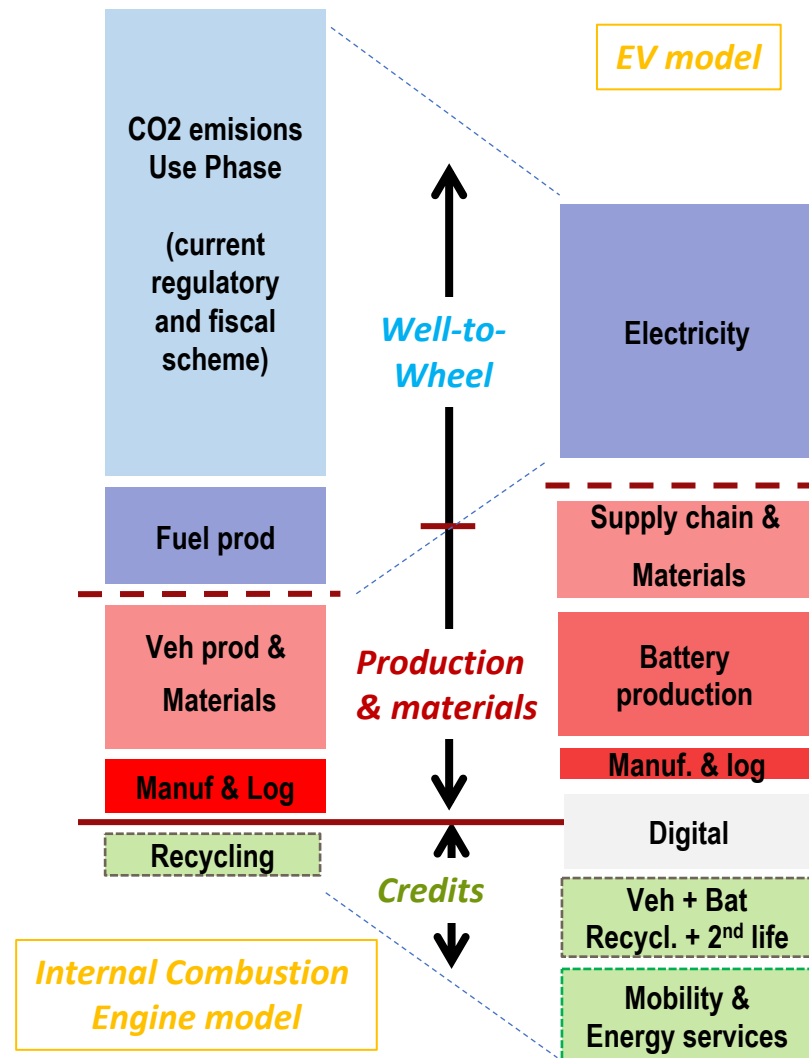 EV model
CO2 emisions
Use Phase
(current
regulatory
and fiscal
scheme)
Fuel prod
Veh prod &
Materials
Manuf & Log
Recycling
Internal Combustion
Engine model
Well-to-
Wheel
Production
& materials
Credits
Electricity
Supply chain &
Materials
Battery
production
Manuf. & log
Digital
Veh + Bat
Recycl. + 2nd life
Mobility &
Energy services